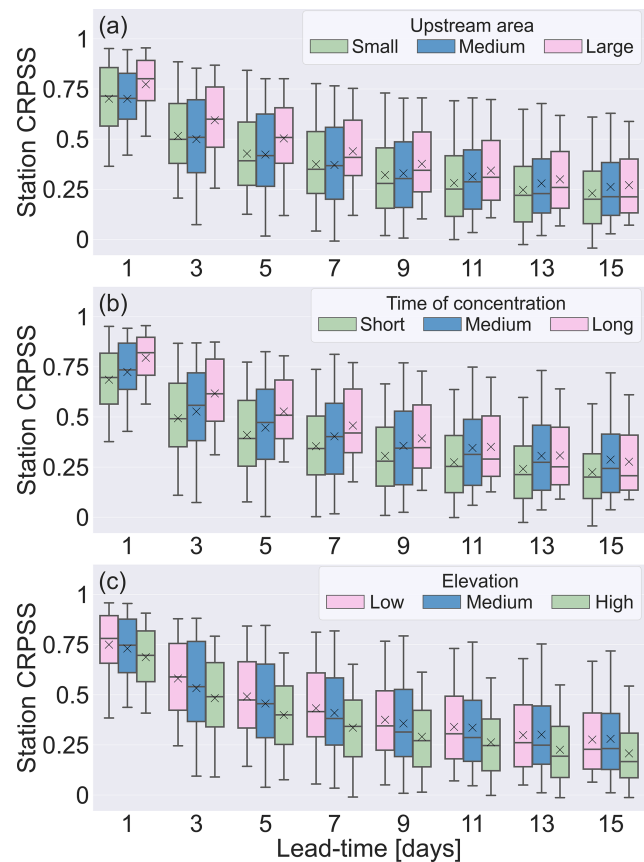 (a)
Upstream area
Small Medium Large
Station CRPSS
1
0.75
0.5
0.25
0
1 3 5 7 9 11 13 15
(b)
Time of concentration
Short Medium Long
Station CRPSS
1
0.75
0.5
0.25
0
1 3 5 7 9 11 13 15
(c)
Elevation
Low Medium High
Station CRPSS
1
0.75
0.5
0.25
0
1 3 5 7 9 11 13 15
Lead-time [days]